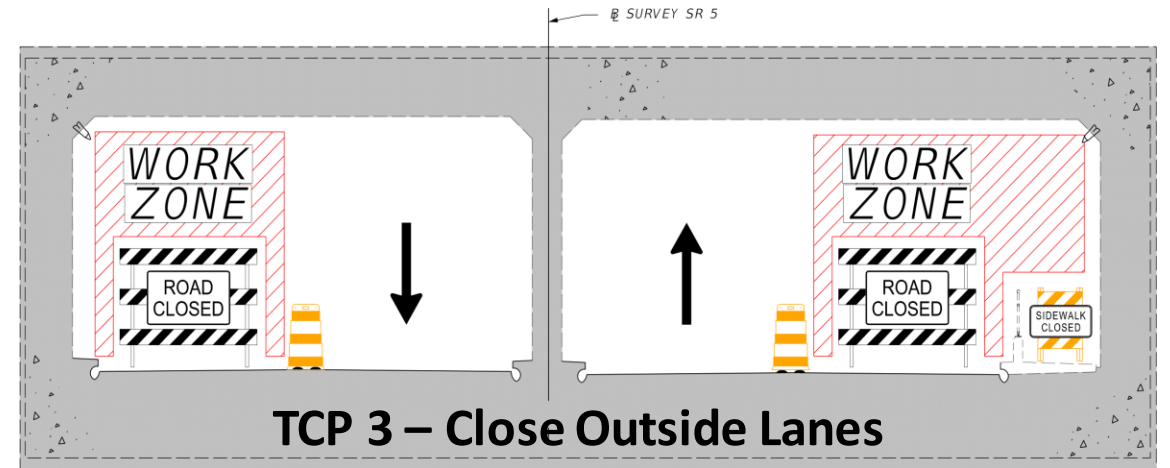 ℄ SURVEY SR 5
WORK
ZONE
ROAD
CLOSED
WORK
ZONE
ROAD
CLOSED
SIDEWALK
CLOSED
TCP 3 – Close Outside Lanes